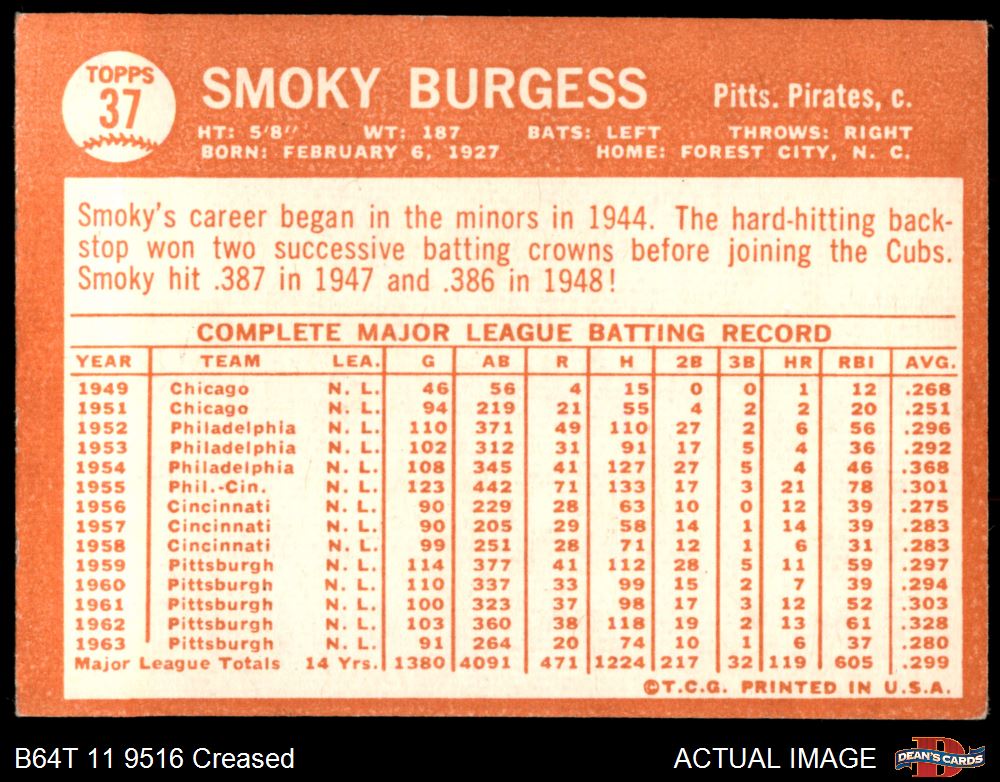 TOPPS
37
SMOKY BURGESS Pitts. Pirates, c.
HT: 5'8" WT: 187 BATS: LEFT THROWS: RIGHT
BORN: FEBRUARY 6, 1927 HOME: FOREST CITY, N. C.
Smoky's career began in the minors in 1944. The hard-hitting back-
stop won two successive batting crowns before joining the Cubs.
Smoky hit .387 in 1947 and .386 in 1948!
COMPLETE MAJOR LEAGUE BATTING RECORD
YEAR TEAM LEA. G AB R H 2B 3B HR RBI AVG.
1949 Chicago N. L. 46 56 4 15 0 0 1 12 .268
1951 Chicago N. L. 94 219 21 55 4 2 2 20 .251
1952 Philadelphia N. L. 110 371 49 110 27 2 6 56 .296
1953 Philadelphia N. L. 102 312 31 91 17 5 4 36 .292
1954 Philadelphia N. L. 108 345 41 127 27 5 4 46 .368
1955 Phil.-Cin. N. L. 123 442 71 133 17 3 21 78 .301
1956 Cincinnati N. L. 90 229 28 63 10 0 12 39 .275
1957 Cincinnati N. L. 90 205 29 58 14 1 14 39 .283
1958 Cincinnati N. L. 99 251 28 71 12 1 6 31 .283
1959 Pittsburgh N. L. 114 377 41 112 28 5 11 59 .297
1960 Pittsburgh N. L. 110 337 33 99 15 2 7 39 .294
1961 Pittsburgh N. L. 100 323 37 98 17 3 12 52 .303
1962 Pittsburgh N. L. 103 360 38 118 19 2 13 61 .328
1963 Pittsburgh N. L. 91 264 20 74 10 1 6 37 .280
Major League Totals 14 Yrs. 1380 4091 471 1224 217 32 119 605 .299
©T.C.G. PRINTED IN U.S.A.
B64T 11 9516 Creased ACTUAL IMAGE DEAN'S CARDS